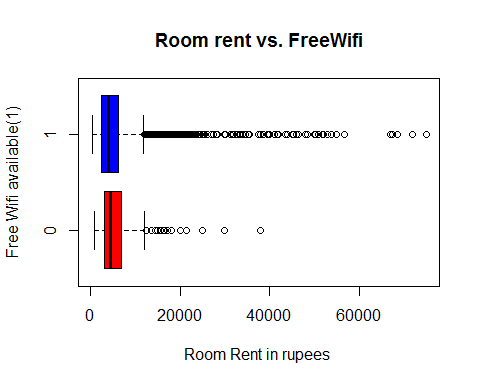 Room rent vs. FreeWifi
Free Wifi available(1)
1
0
0
20000
40000
60000
Room Rent in rupees